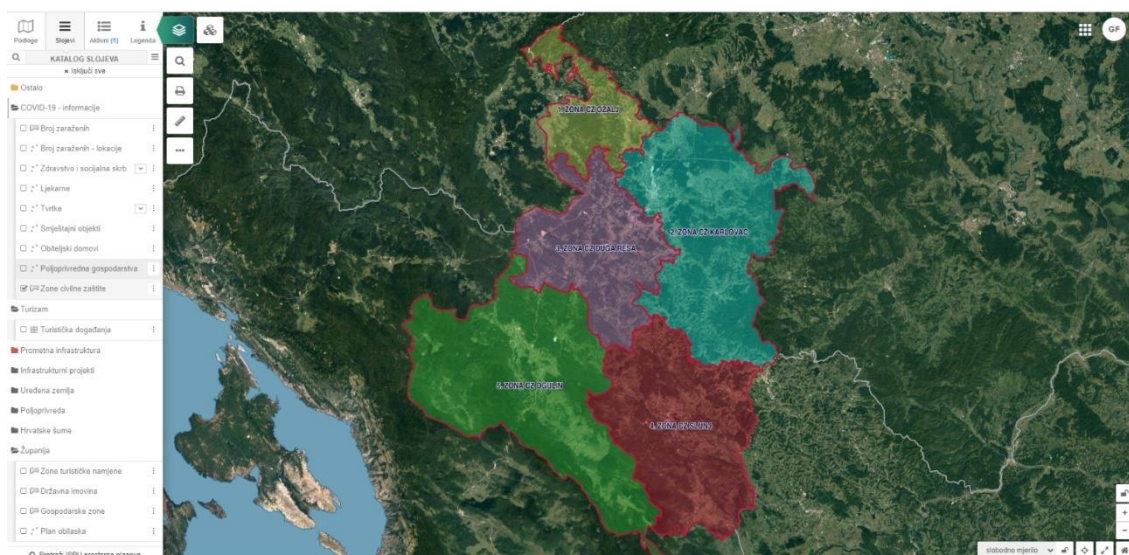 Podloge
Slojevi
Aktivni (1)
Legenda
KATALOG SLOJEVA
Isključi sve
Ostalo
COVID-19 - informacije
Broj zaraženih
Broj zaraženih - lokacije
Zdravstvo i socijalna skrb
Ljekarne
Tvrtke
Smještajni objekti
Obiteljski domovi
Poljoprivredna gospodarstva
Zone civilne zaštite
Turizam
Turistička događanja
Prometna infrastruktura
Infrastrukturni projekti
Uređena zemlja
Poljoprivreda
Hrvatske šume
Županija
Zone turističke namjene
Državna imovina
Gospodarske zone
Plan obilaska
GF
1. ZONA CZ OZALJ
2. ZONA CZ KARLOVAC
3. ZONA CZ DUGA RESA
5. ZONA CZ OGULIN
4. ZONA CZ SLUNJ
slobodno mjerilo